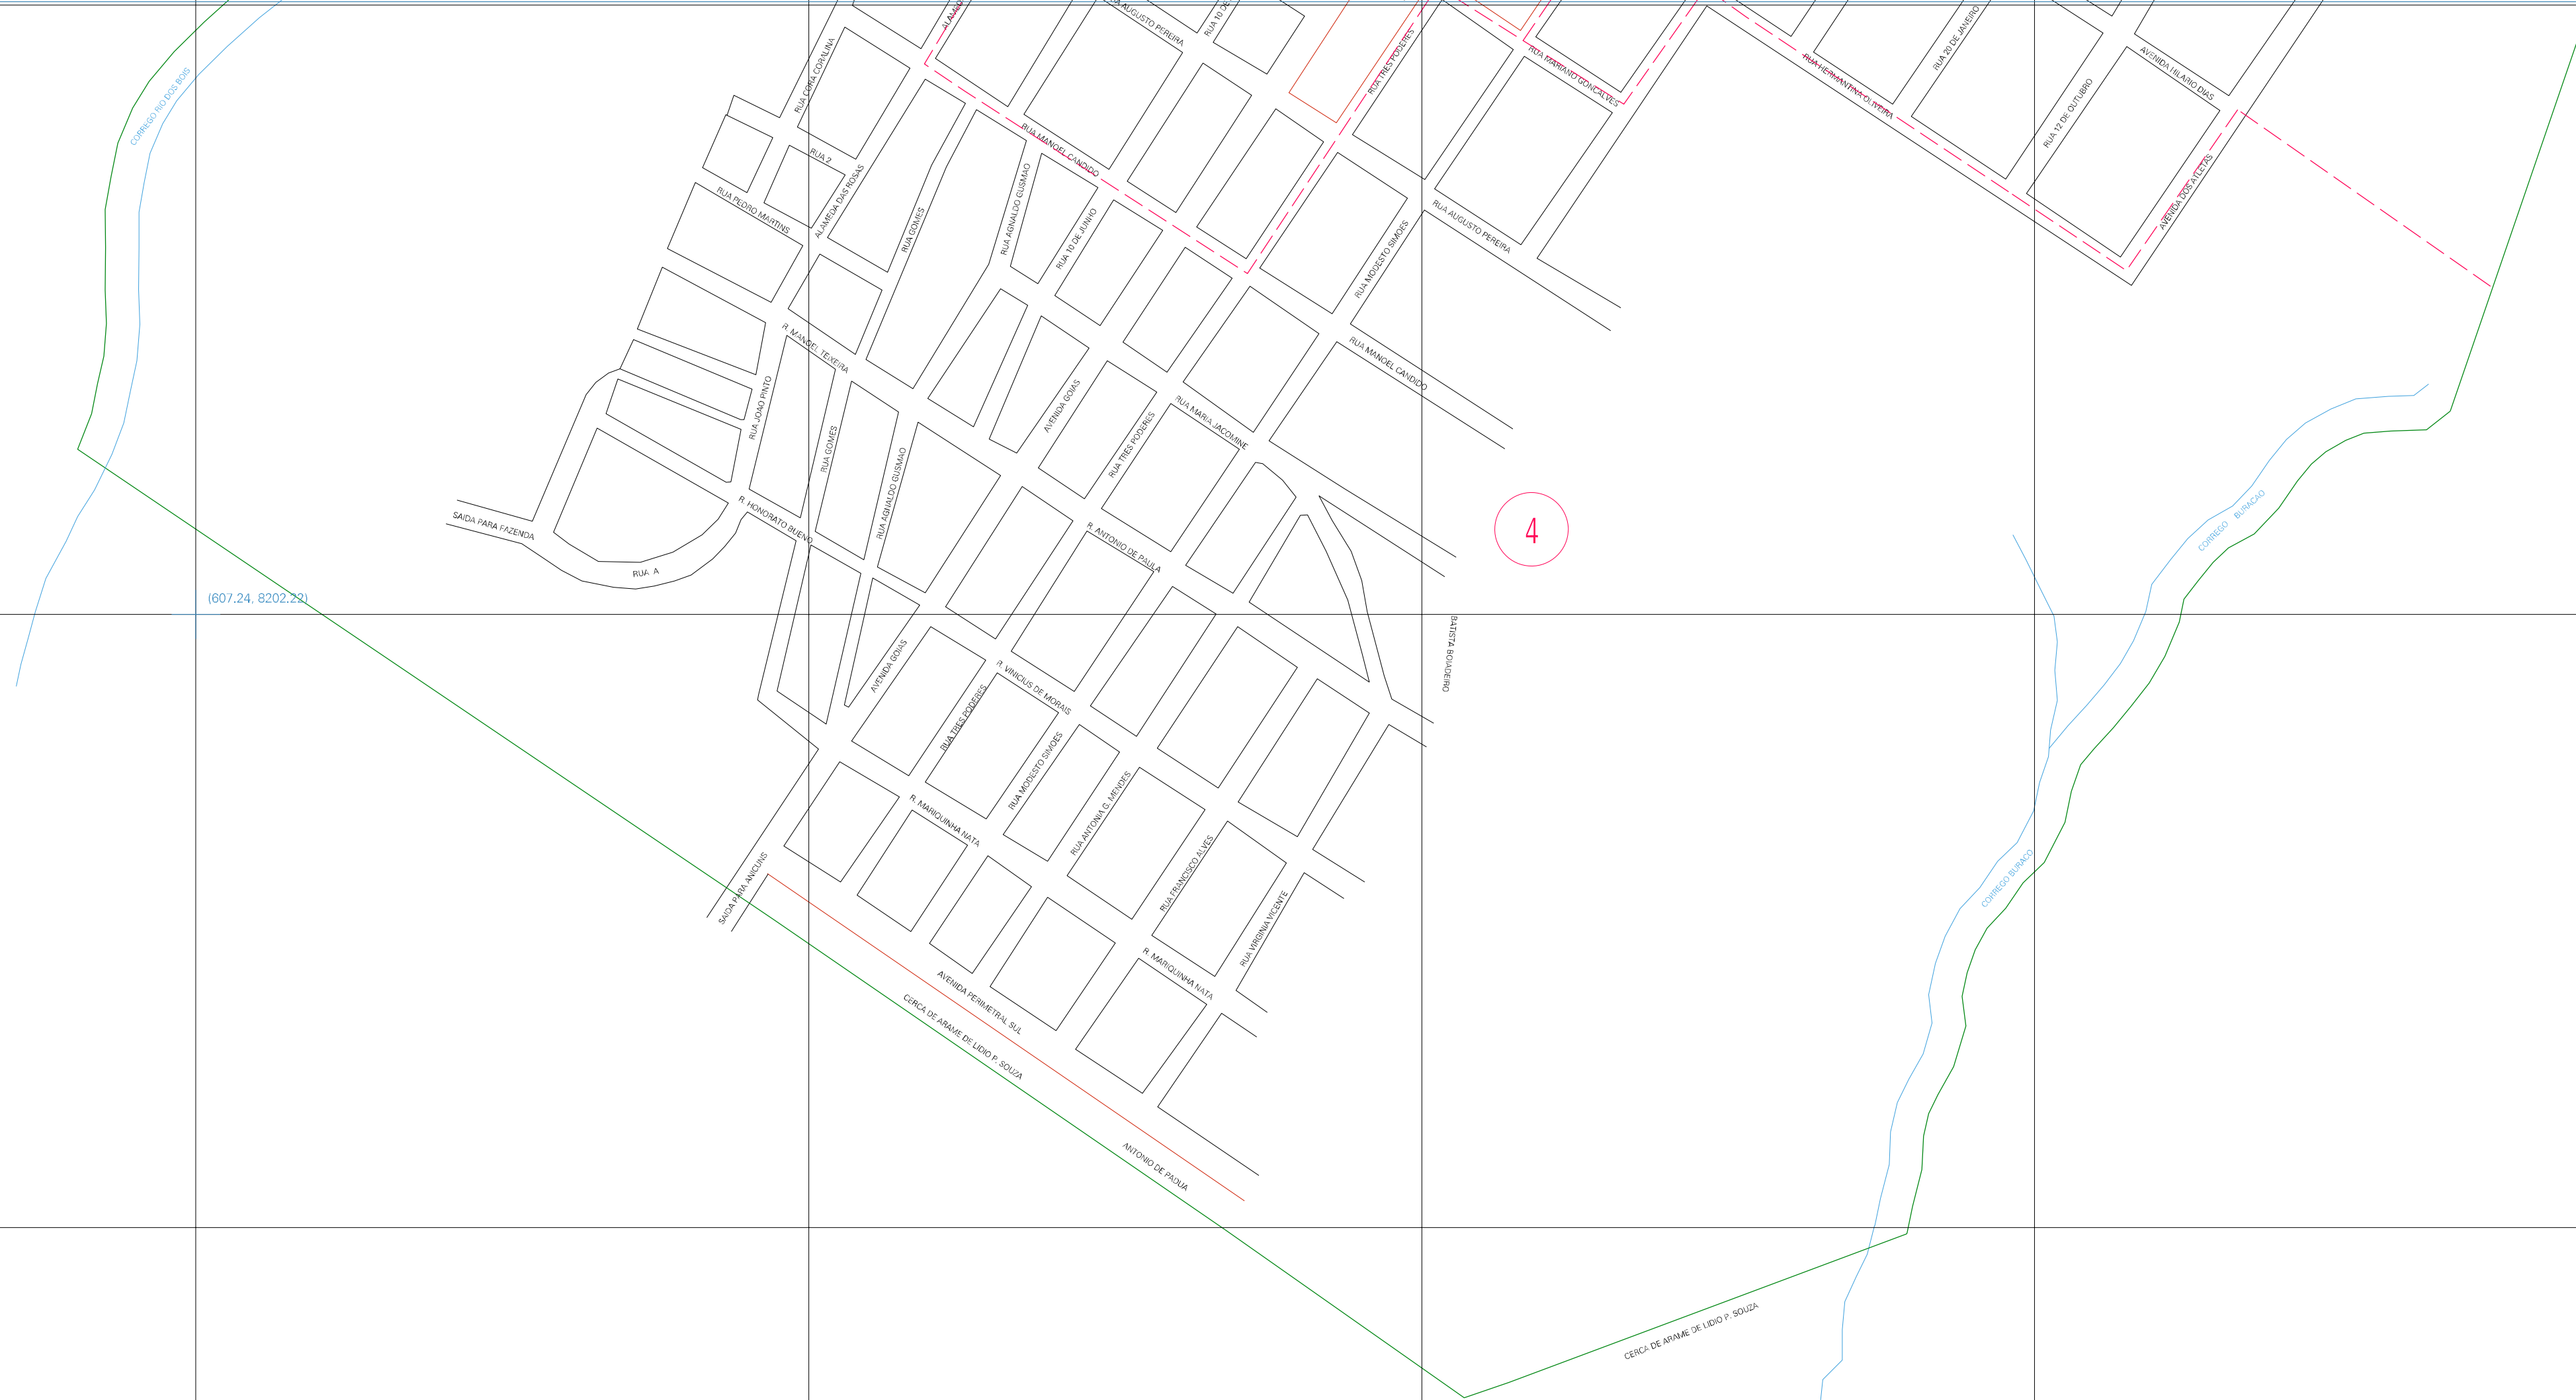 RUA AUGUSTO PEREIRA
RUA 10 DE
RUA CORA CORALINA
CORREGO RIO DOS BOIS
RUA TRES PODERES
RUA MARIANO GONCALVES
RUA HERMANTINA OLIVEIRA
RUA 20 DE JANEIRO
AVENIDA HILARIO DIAS
RUA 12 DE OUTUBRO
AVENIDA DOS ATLETAS
RUA MANOEL CANDIDO
RUA 2
ALAMEDA DAS ROSAS
RUA PEDRO MARTINS
RUA GOMES
RUA AGNALDO GUSMAO
RUA 10 DE JUNHO
RUA MODESTO SIMOES
RUA AUGUSTO PEREIRA
R. MANOEL TEIXEIRA
RUA MANOEL CANDIDO
RUA JOAO PINTO
AVENIDA GOIAS
RUA TRES PODERES
RUA MARIA JACOMINE
RUA GOMES
RUA AGNALDO GUSMAO
R. HONORATO BUENO
SAIDA PARA FAZENDA
R. ANTONIO DE PAULA
4
CORREGO BURACAO
RUA A
(607.24, 8202.22)
BATISTA BOIADEIRO
AVENIDA GOIAS
R. VINICIUS DE MORAIS
RUA TRES PODERES
RUA MODESTO SIMOES
RUA ANTONIA G. MENDES
R. MARIQUINHA NATA
RUA FRANCISCO ALVES
SAIDA PARA ANICUNS
RUA VIRGINIA VICENTE
CORREGO BURACO
R. MARIQUINHA NATA
AVENIDA PERIMETRAL SUL
CERCA DE ARAME DE LIDIO P. SOUZA
ANTONIO DE PADUA
CERCA DE ARAME DE LIDIO P. SOUZA